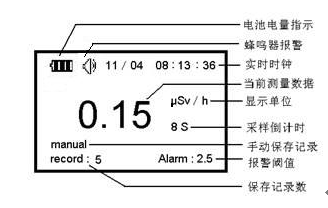 电池电量指示
蜂鸣器报警
11 / 04 08 : 13 : 36
实时时钟
当前测量数据
0.15
μSv / h
显示单位
8 S
采样倒计时
manual
手动保存记录
record : 5
Alarm : 2.5
报警阈值
保存记录数